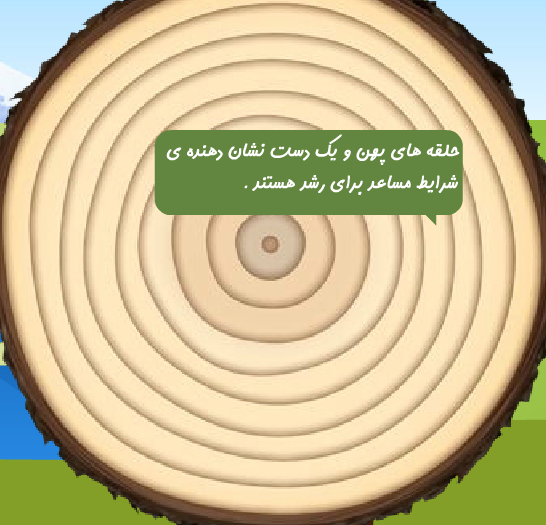 حلقه های پهن و یک دست نشان دهنده ی
شرایط مساعد برای رشد هستند .